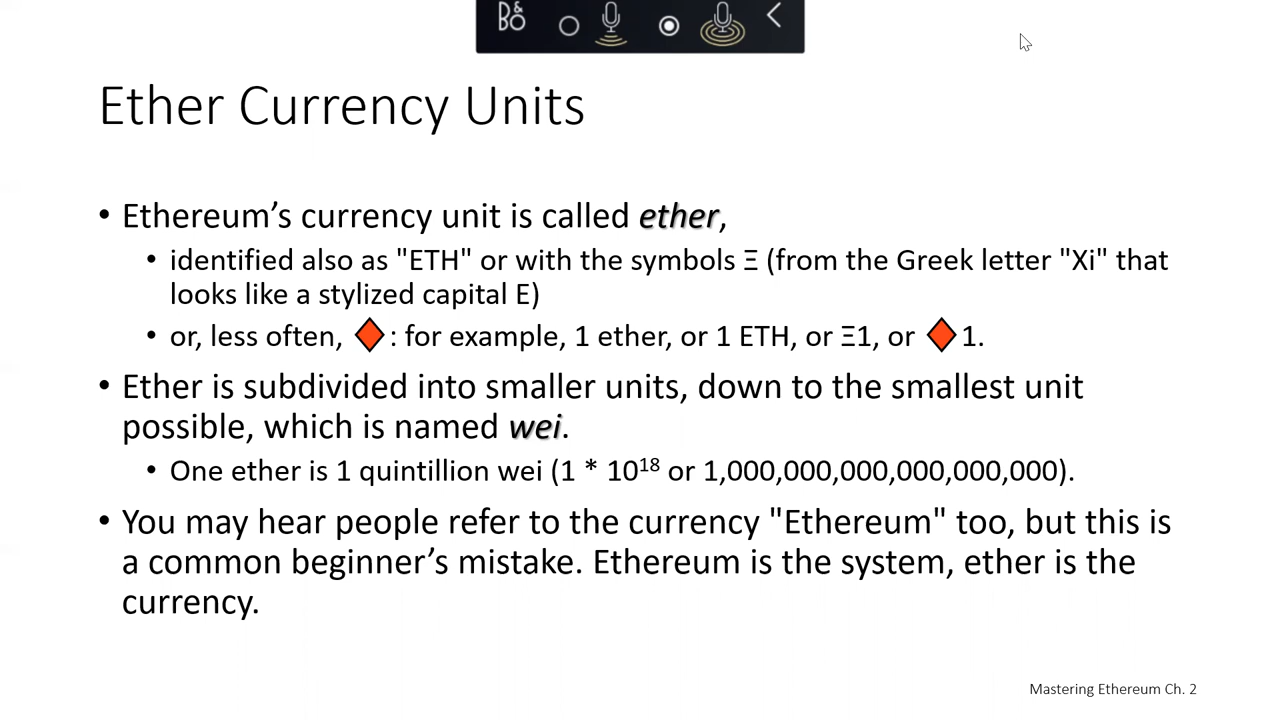 B&O
Ether Currency Units
• Ethereum’s currency unit is called ether,
• identified also as "ETH" or with the symbols Ξ (from the Greek letter "Xi" that
looks like a stylized capital E)
• or, less often, ♦: for example, 1 ether, or 1 ETH, or Ξ1, or ♦1.
• Ether is subdivided into smaller units, down to the smallest unit
possible, which is named wei.
• One ether is 1 quintillion wei (1 * 10¹⁸ or 1,000,000,000,000,000,000).
• You may hear people refer to the currency "Ethereum" too, but this is
a common beginner’s mistake. Ethereum is the system, ether is the
currency.
Mastering Ethereum Ch. 2